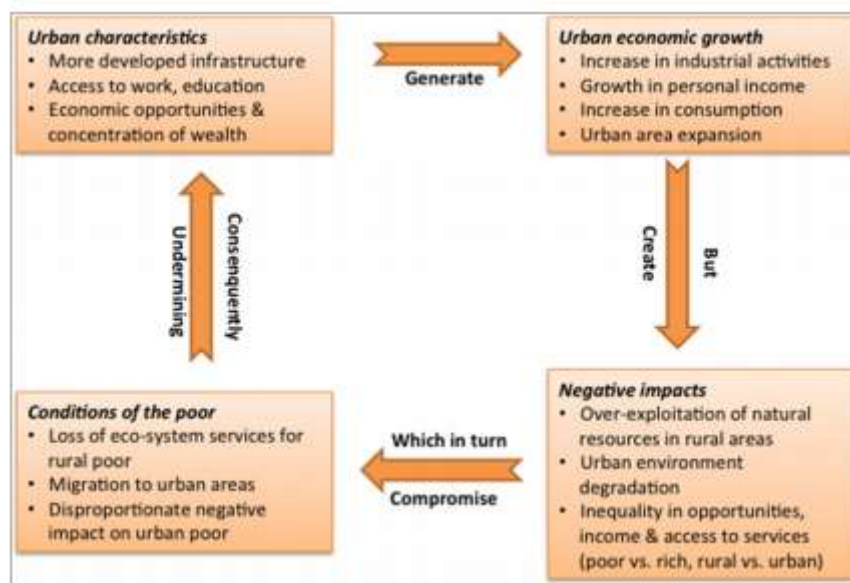 Urban characteristics
• More developed infrastructure
• Access to work, education
• Economic opportunities &
concentration of wealth
Generate
Urban economic growth
• Increase in industrial activities
• Growth in personal income
• Increase in consumption
• Urban area expansion
But
Create
Negative impacts
• Over-exploitation of natural
resources in rural areas
• Urban environment
degradation
• Inequality in opportunities,
income & access to services
(poor vs. rich, rural vs. urban)
Which in turn
Compromise
Conditions of the poor
• Loss of eco-system services for
rural poor
• Migration to urban areas
• Disproportionate negative
impact on urban poor
Consenquently
Undermining